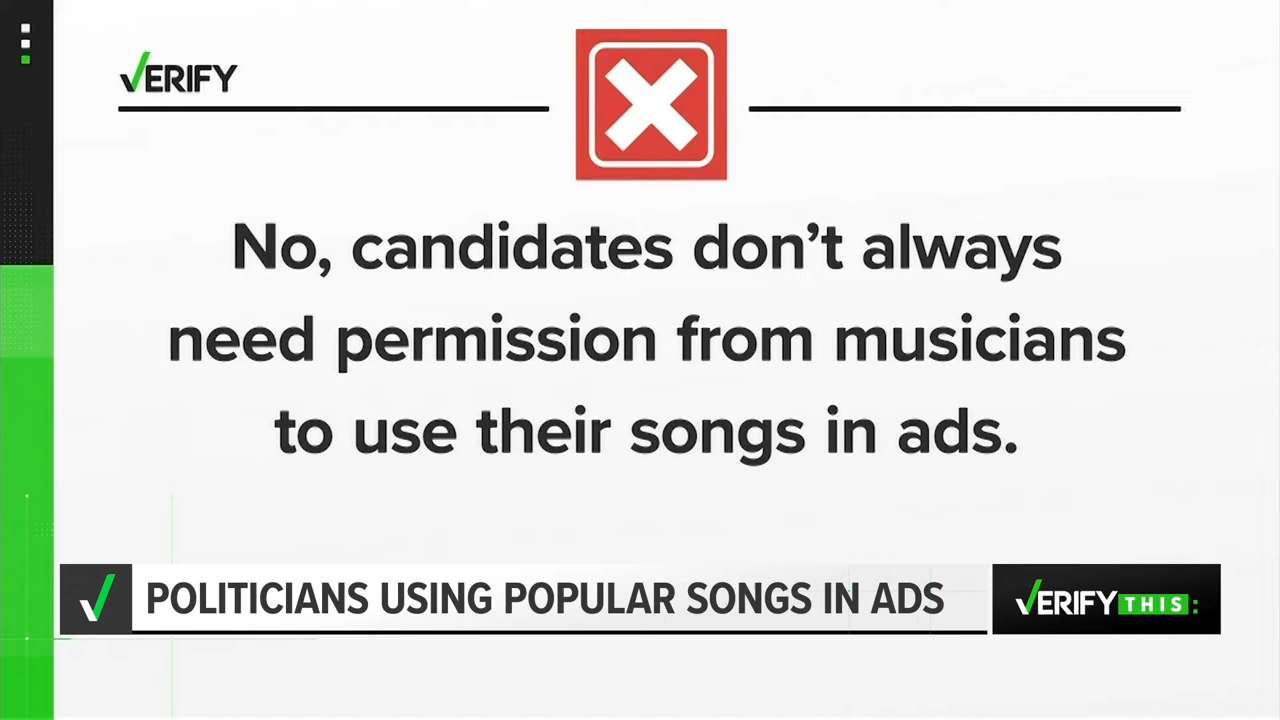 VERIFY
No, candidates don’t always
need permission from musicians
to use their songs in ads.
POLITICIANS USING POPULAR SONGS IN ADS
VERIFY THIS: